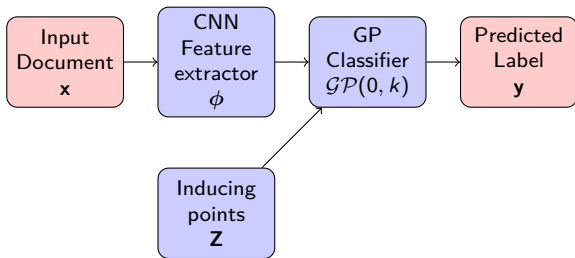 Input
Document
x
CNN
Feature
extractor
ϕ
GP
Classifier
𝒢𝒫(0, k)
Predicted
Label
y
Inducing
points
Z